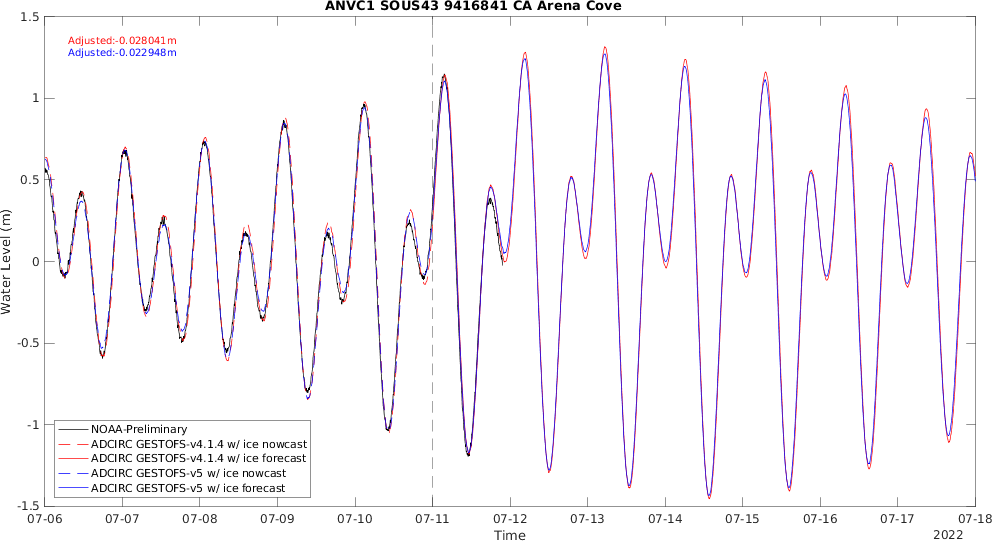 ANVC1 SOUS43 9416841 CA Arena Cove
Adjusted:-0.028041m
Adjusted:-0.022948m
1.5
1
0.5
0
-0.5
-1
-1.5
Water Level (m)
NOAA-Preliminary
ADCIRC GESTOFS-v4.1.4 w/ ice nowcast
ADCIRC GESTOFS-v4.1.4 w/ ice forecast
ADCIRC GESTOFS-v5 w/ ice nowcast
ADCIRC GESTOFS-v5 w/ ice forecast
07-06 07-07 07-08 07-09 07-10 07-11 07-12 07-13 07-14 07-15 07-16 07-17 07-18
Time
2022